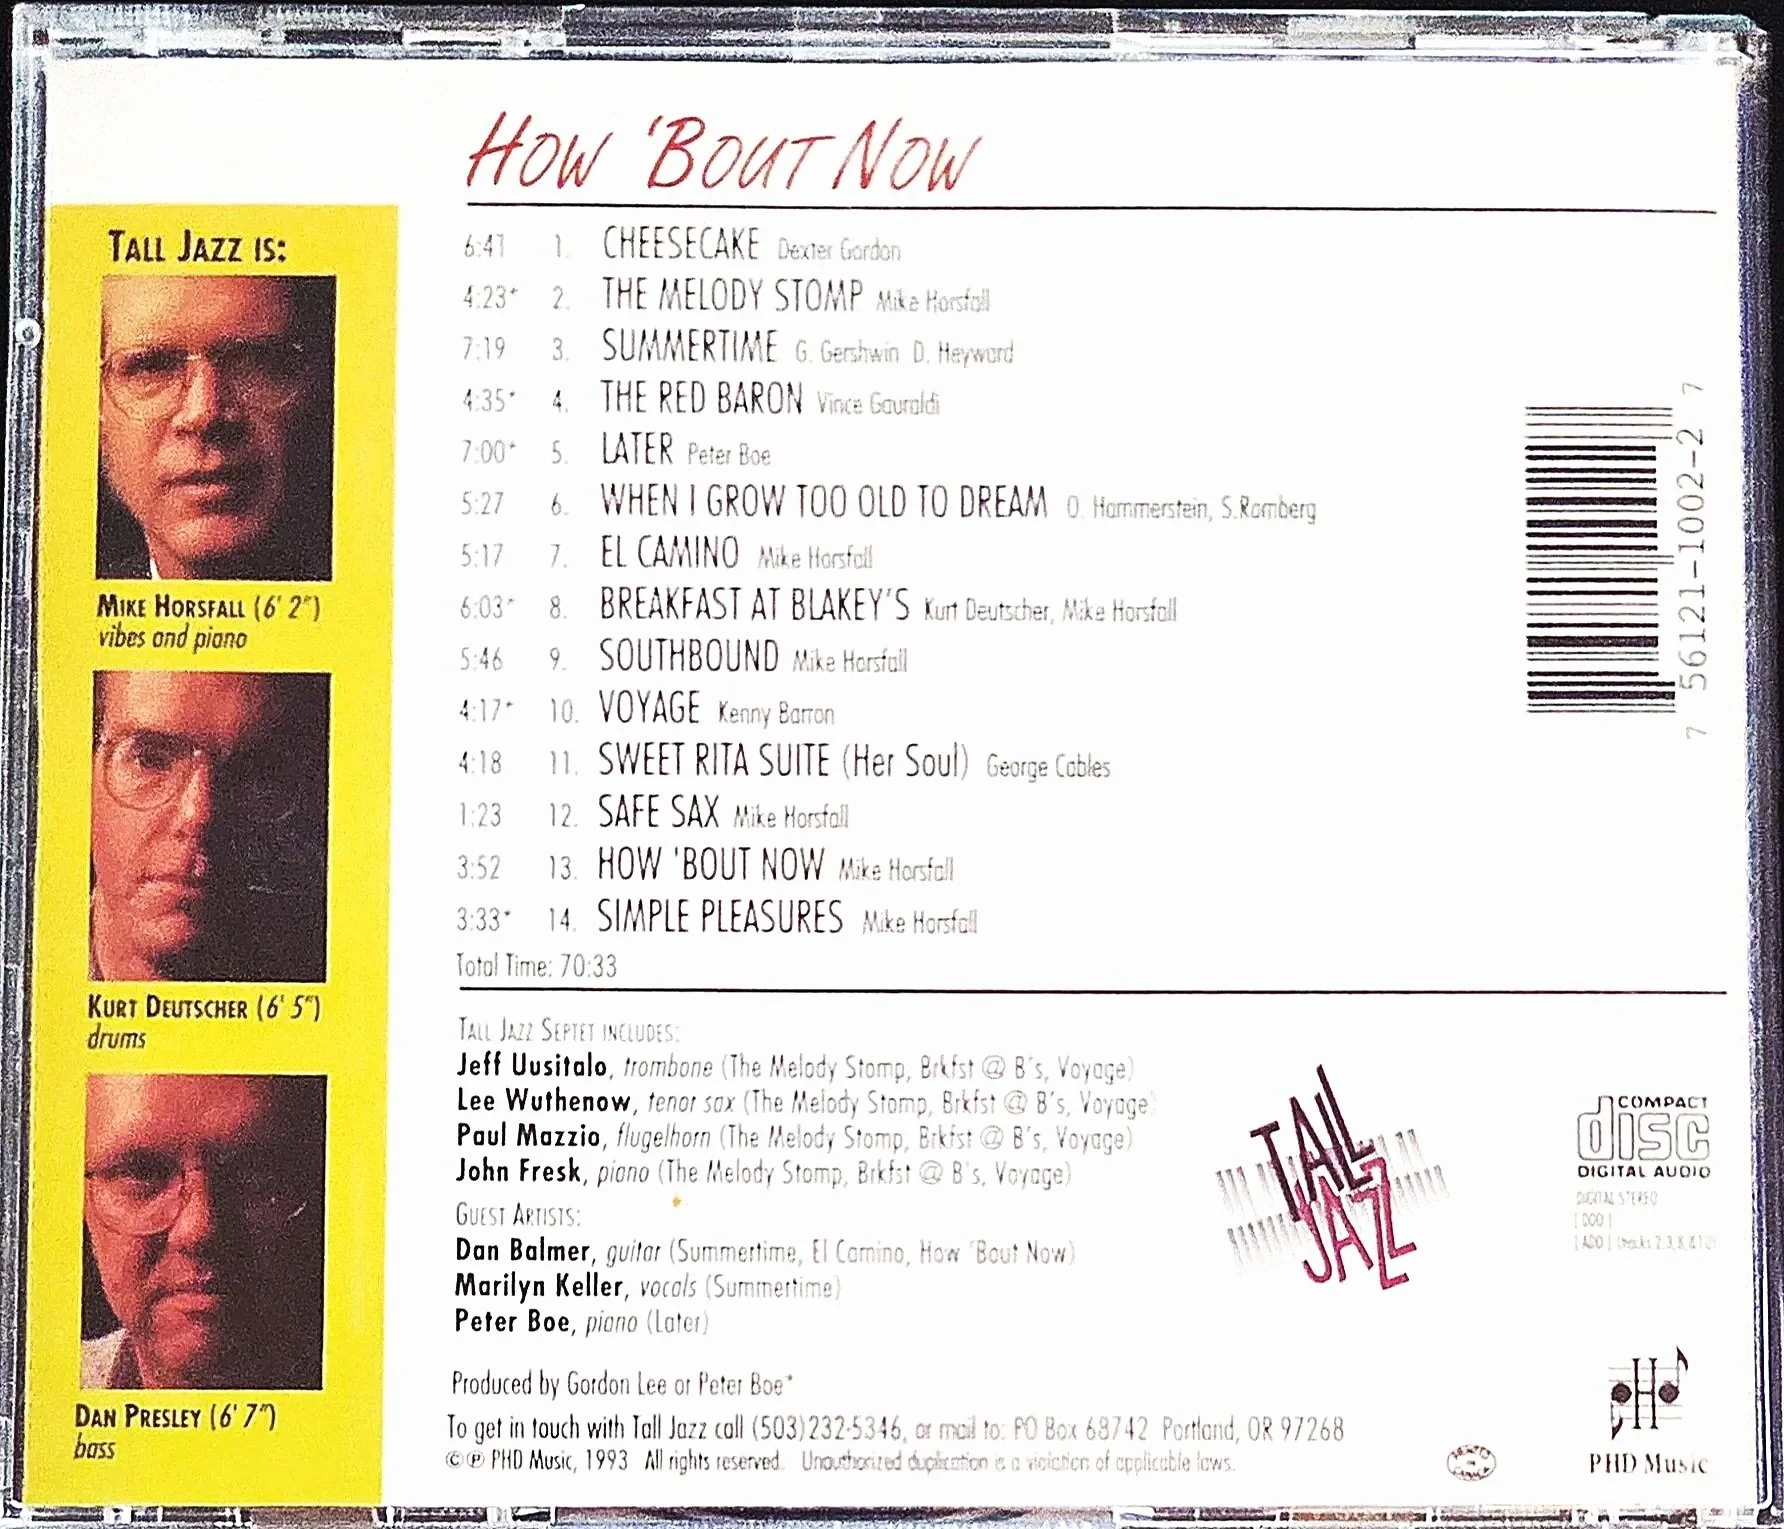 HOW 'BOUT NOW
TALL JAZZ IS:
MIKE HORSFALL (6' 2")
vibes and piano
KURT DEUTSCHER (6' 5")
drums
DAN PRESLEY (6' 7")
bass
6:41 1. CHEESECAKE Dexter Gordon
4:23* 2. THE MELODY STOMP Mike Horsfall
7:19 3. SUMMERTIME G. Gershwin D. Heyward
4:35* 4. THE RED BARON Vince Gauraldi
7:00* 5. LATER Peter Boe
5:27 6. WHEN I GROW TOO OLD TO DREAM O. Hammerstein, S.Romberg
5:17 7. EL CAMINO Mike Horsfall
6:03* 8. BREAKFAST AT BLAKEY'S Kurt Deutscher, Mike Horsfall
5:46 9. SOUTHBOUND Mike Horsfall
4:17* 10. VOYAGE Kenny Barron
4:18 11. SWEET RITA SUITE (Her Soul) George Cables
1:23 12. SAFE SAX Mike Horsfall
3:52 13. HOW 'BOUT NOW Mike Horsfall
3:33* 14. SIMPLE PLEASURES Mike Horsfall
Total Time: 70:33
7 56121-1002-2 7
TALL JAZZ SEPTET INCLUDES:
Jeff Uusitalo, trombone (The Melody Stomp, Brkfst @ B's, Voyage)
Lee Wuthenow, tenor sax (The Melody Stomp, Brkfst @ B's, Voyage)
Paul Mazzio, flugelhorn (The Melody Stomp, Brkfst @ B's, Voyage)
John Fresk, piano (The Melody Stomp, Brkfst @ B's, Voyage)
GUEST ARTISTS:
Dan Balmer, guitar (Summertime, El Camino, How 'Bout Now)
Marilyn Keller, vocals (Summertime)
Peter Boe, piano (Later)
TALL
JAZZ
COMPACT
disc
DIGITAL AUDIO
DIGITAL STEREO
Produced by Gordon Lee or Peter Boe*
To get in touch with Tall Jazz call (503)232-5346, or mail to: PO Box 68742 Portland, OR 97268
©℗ PHD Music, 1993 All rights reserved. Unauthorized duplication is a violation of applicable laws.
PHD
PHD Music